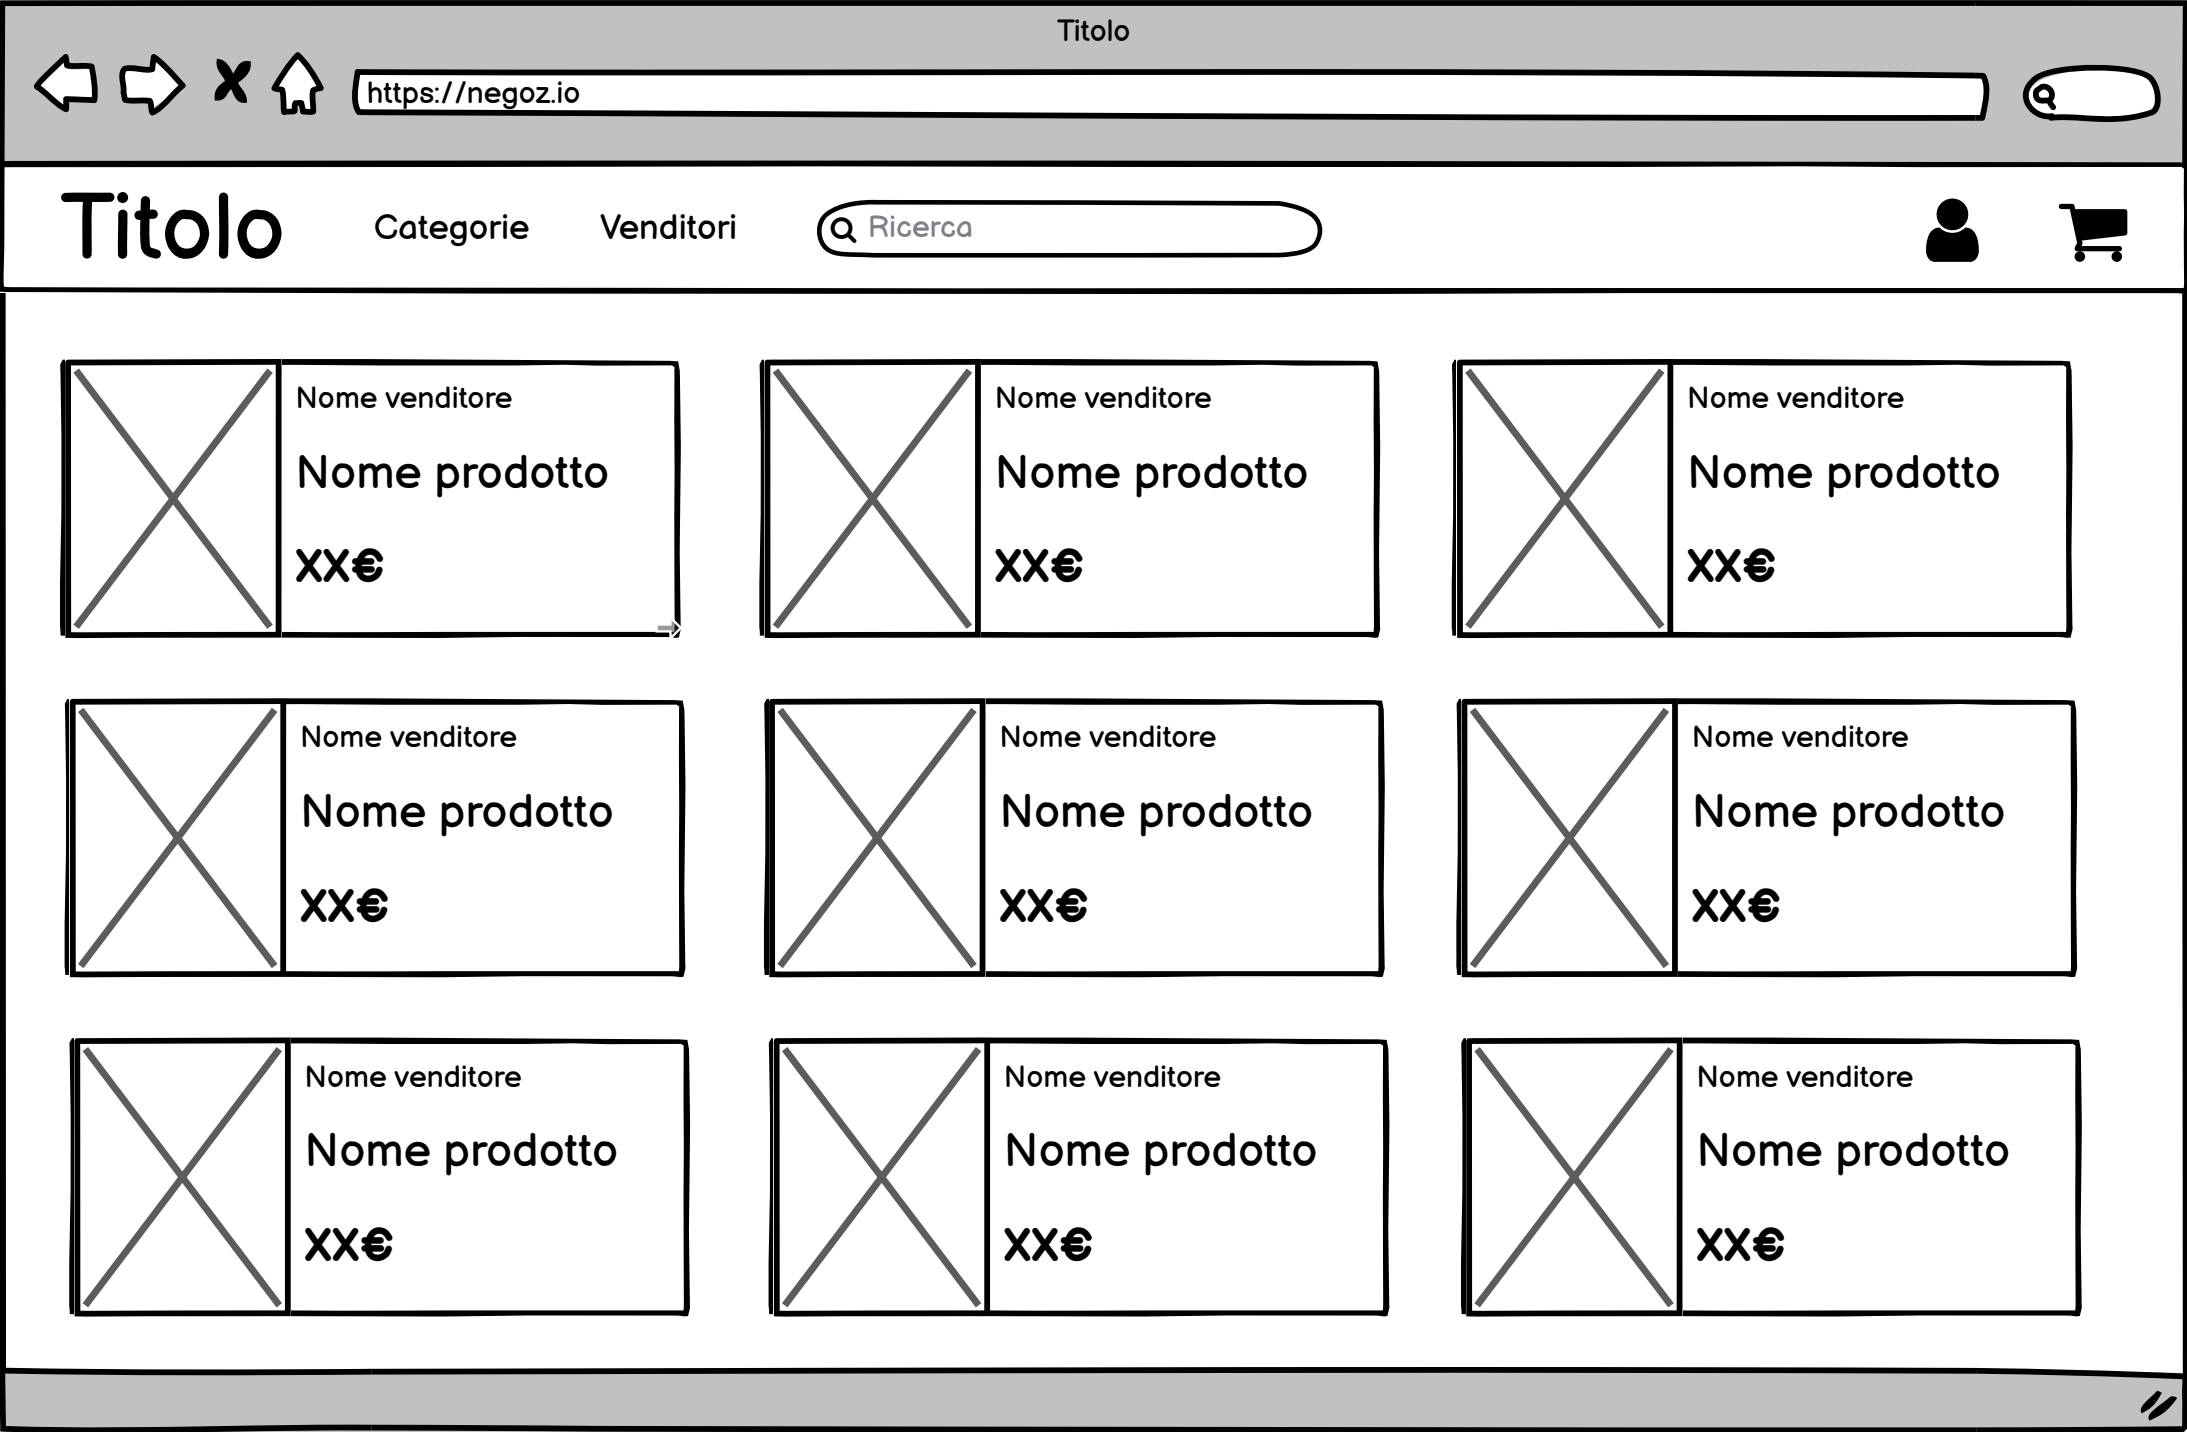 Titolo
https://negoz.io
Titolo Categorie Venditori Ricerca
Nome venditore Nome venditore Nome venditore
Nome prodotto Nome prodotto Nome prodotto
XX€ XX€ XX€
Nome venditore Nome venditore Nome venditore
Nome prodotto Nome prodotto Nome prodotto
XX€ XX€ XX€
Nome venditore Nome venditore Nome venditore
Nome prodotto Nome prodotto Nome prodotto
XX€ XX€ XX€